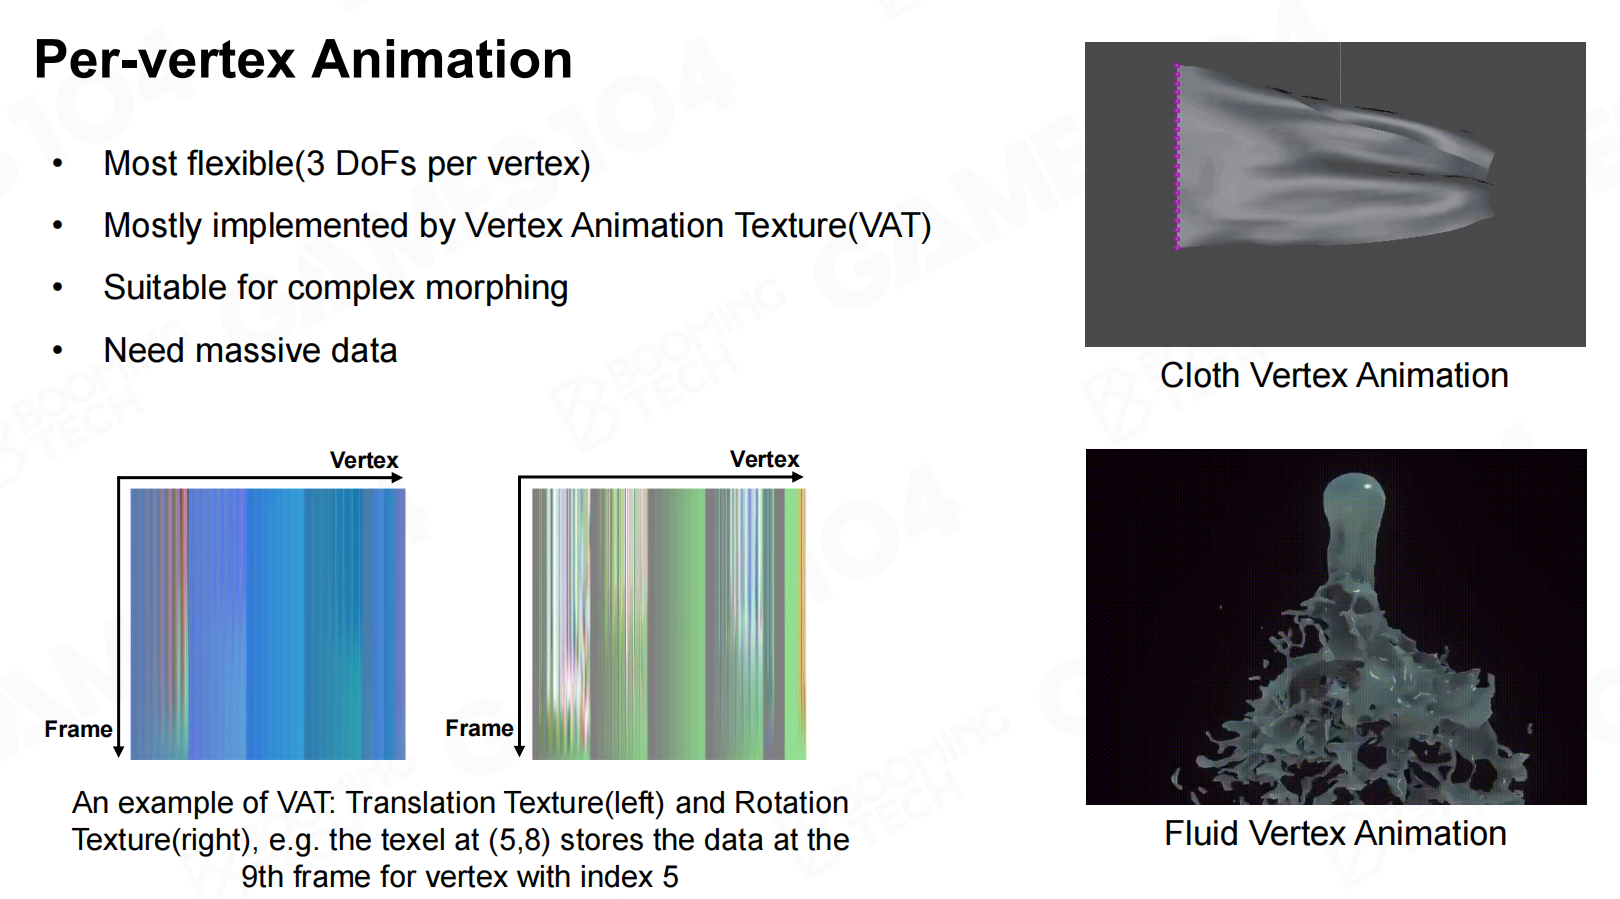 Per-vertex Animation
• Most flexible(3 DoFs per vertex)
• Mostly implemented by Vertex Animation Texture(VAT)
• Suitable for complex morphing
• Need massive data
Cloth Vertex Animation
Vertex
Frame
Vertex
Frame
An example of VAT: Translation Texture(left) and Rotation
Texture(right), e.g. the texel at (5,8) stores the data at the
9th frame for vertex with index 5
Fluid Vertex Animation
GAMES104
BOOMING
TECH